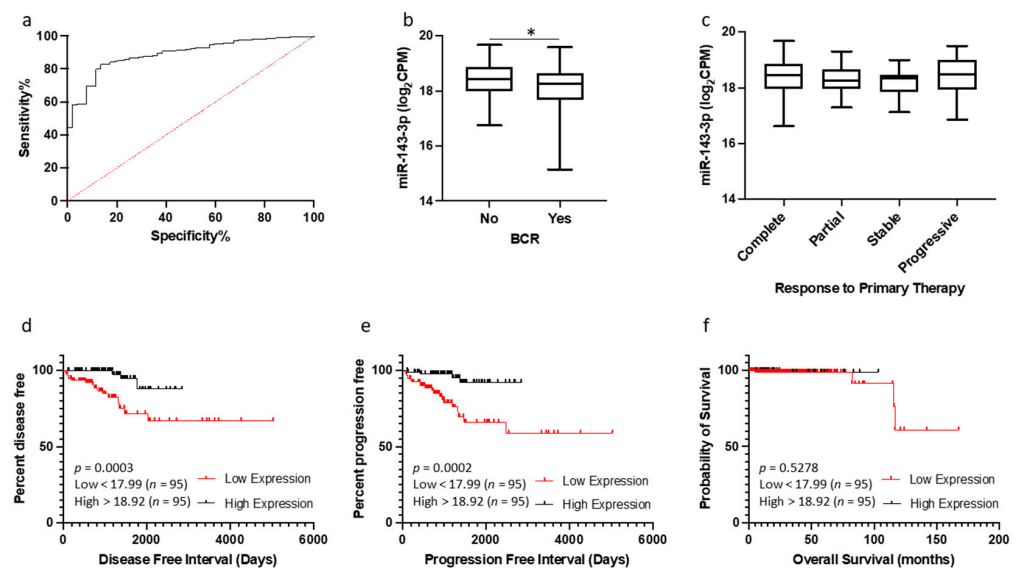 a
100
80
60
40
20
0
Sensitivity%
0 20 40 60 80 100
Specificity%
b
*
20
18
16
14
miR-143-3p (log2CPM)
No Yes
BCR
c
20
18
16
14
miR-143-3p (log2CPM)
Complete
Partial
Stable
Progressive
Response to Primary Therapy
d
100
50
0
Percent disease free
p = 0.0003
Low < 17.99 (n = 95)
High > 18.92 (n = 95)
Low Expression
High Expression
0 2000 4000 6000
Disease Free Interval (Days)
e
100
50
0
Percent progression free
p = 0.0002
Low < 17.99 (n = 95)
High > 18.92 (n = 95)
Low Expression
High Expression
0 2000 4000 6000
Progression Free Interval (Days)
f
100
50
0
Probability of Survival
p = 0.5278
Low < 17.99 (n = 95)
High > 18.92 (n = 95)
Low Expression
High Expression
0 50 100 150 200
Overall Survival (months)